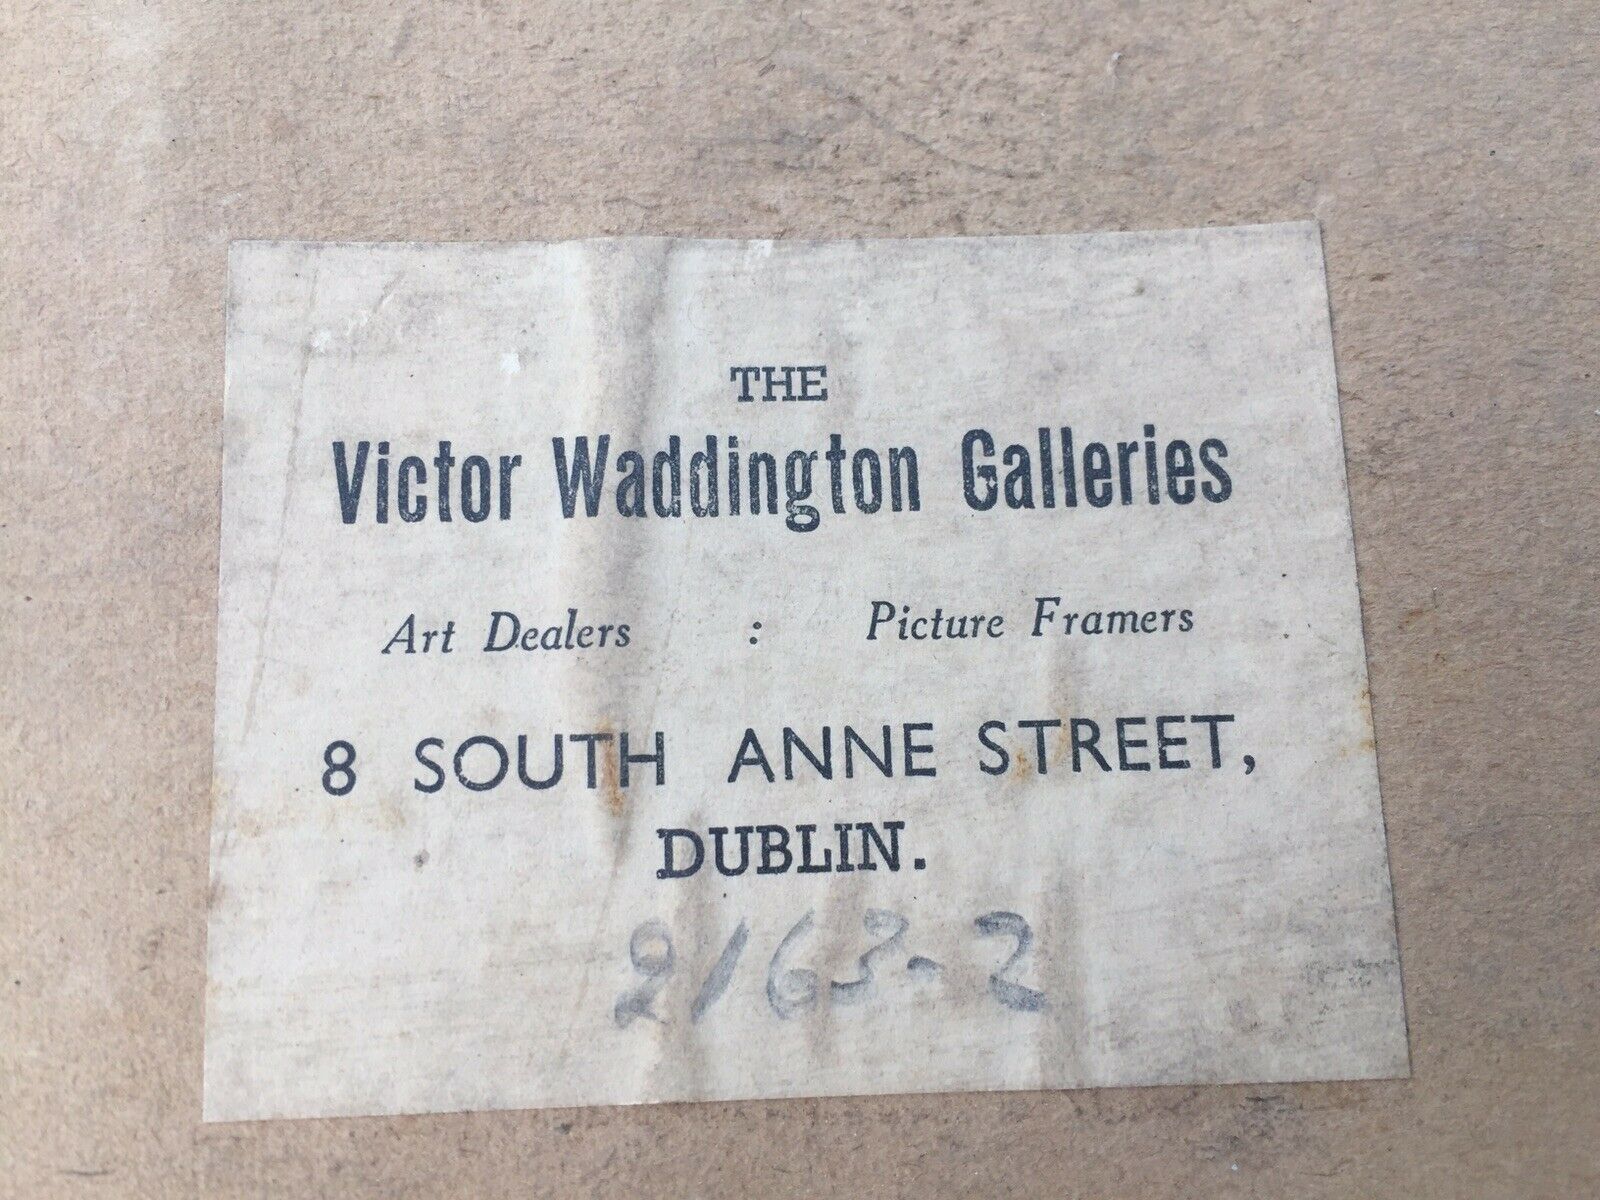 THE
Victor Waddington Galleries
Art Dealers : Picture Framers
8 SOUTH ANNE STREET,
DUBLIN.
2163-2